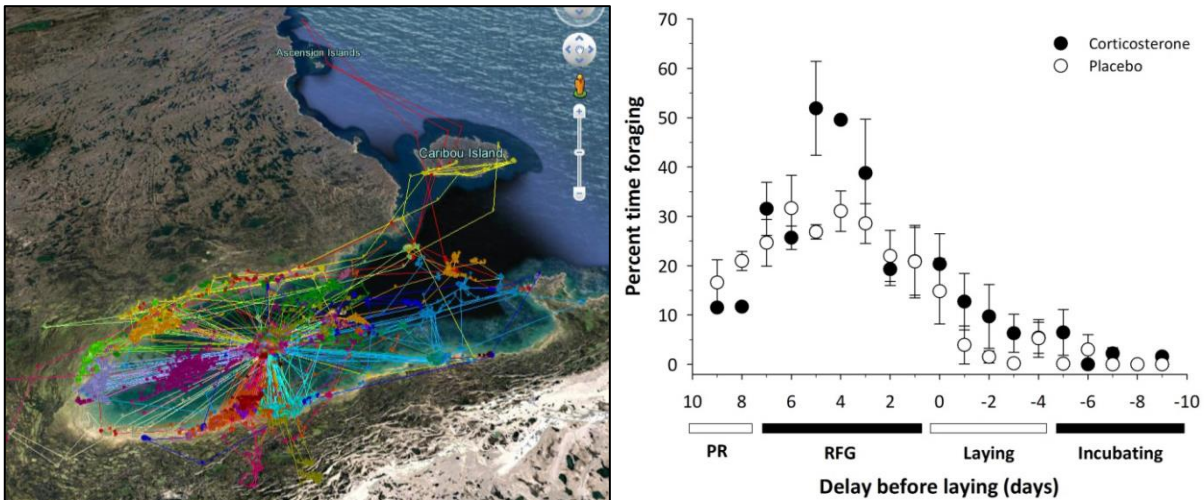 Ascension Islands
Caribou Island
Percent time foraging
70
60
50
40
30
20
10
0
Corticosterone
Placebo
10 8 6 4 2 0 -2 -4 -6 -8 -10
PR RFG Laying Incubating
Delay before laying (days)